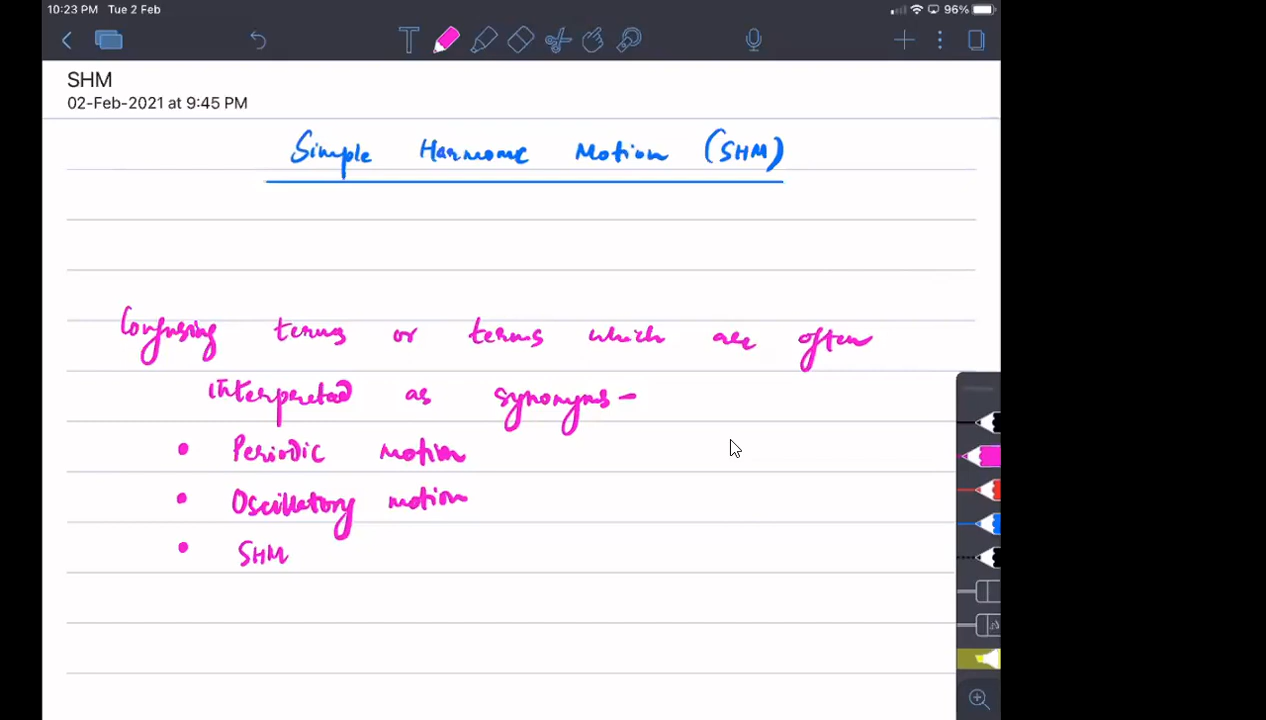 10:23 PM Tue 2 Feb 96%
T
SHM
02-Feb-2021 at 9:45 PM
Simple Harmonic Motion (SHM)
Confusing terms or terms which are often
interpreted as synonyms -
• Periodic motion
• Oscillatory motion
• SHM